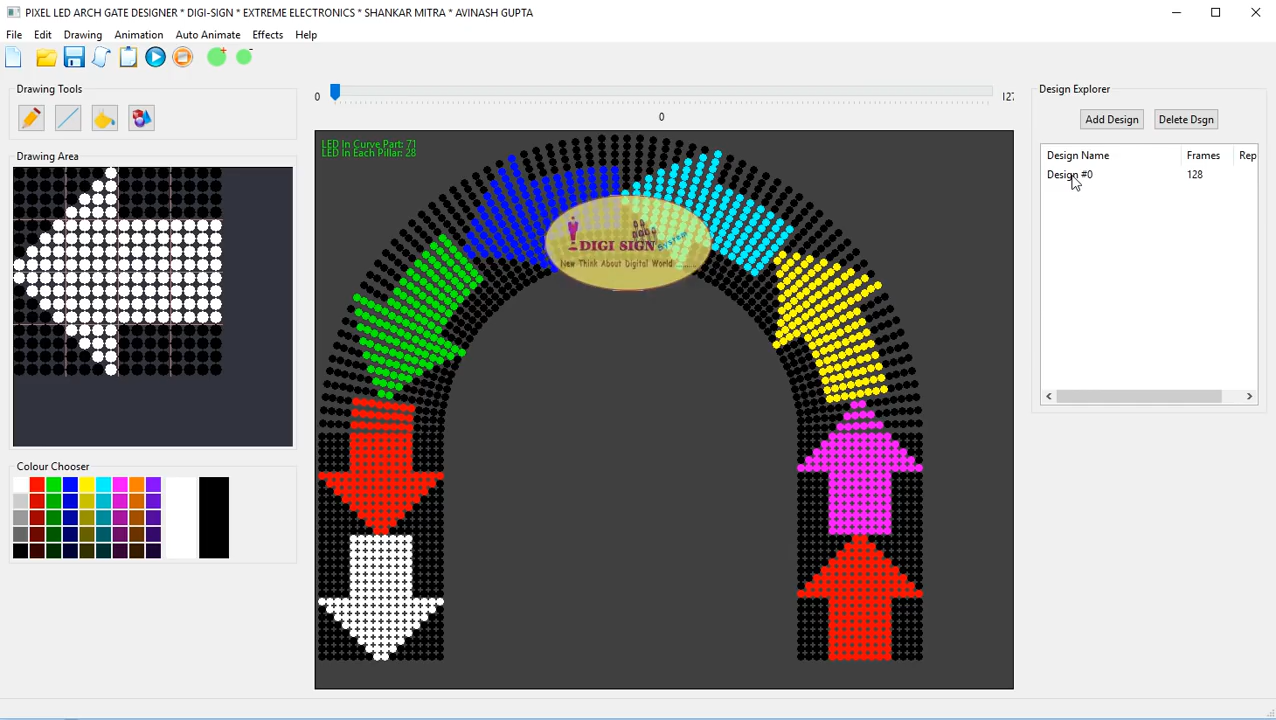 PIXEL LED ARCH GATE DESIGNER * DIGI-SIGN * EXTREME ELECTRONICS * SHANKAR MITRA * AVINASH GUPTA
File Edit Drawing Animation Auto Animate Effects Help
Drawing Tools
Drawing Area
Colour Chooser
0
127
0
LED In Curve Part: 71
LED In Each Pillar: 28
DIGI SIGN System
New Think About Digital World .......
Design Explorer
Add Design Delete Dsgn
Design Name Frames Rep
Design #0 128